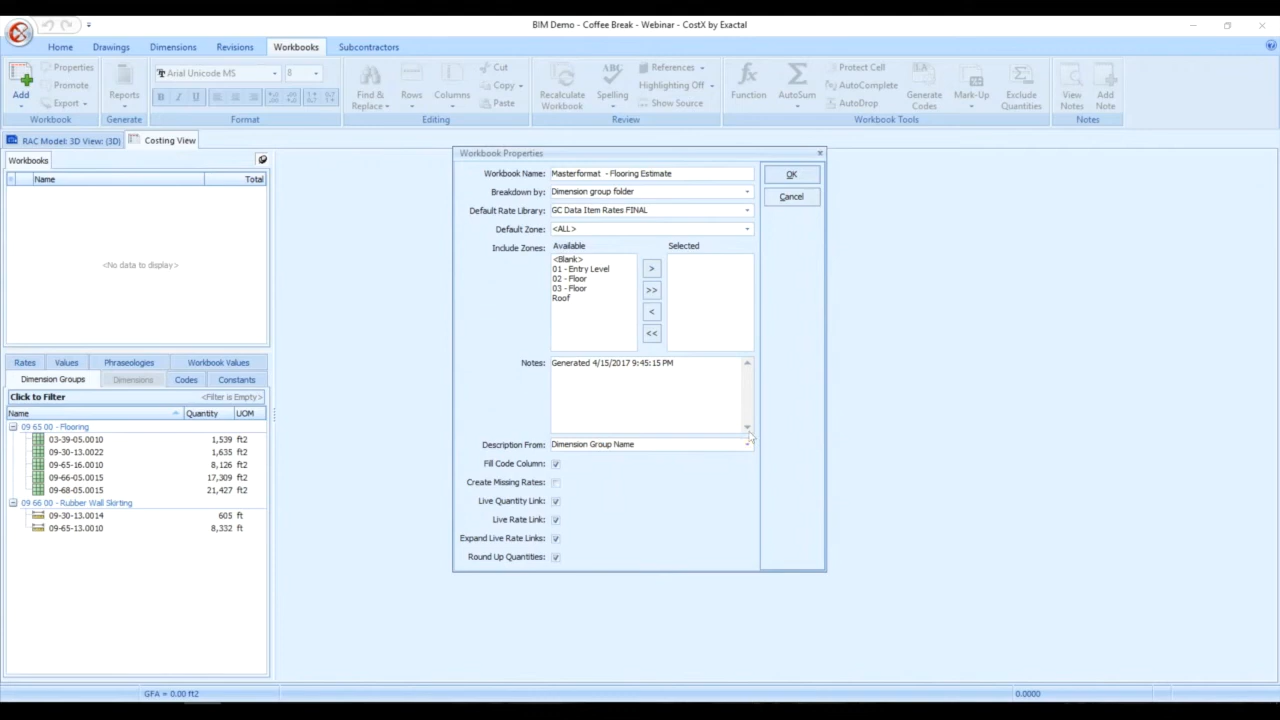 BIM Demo - Coffee Break - Webinar - CostX by Exactal
Home Drawings Dimensions Revisions Workbooks Subcontractors
Add
Properties
Promote
Export
Workbook
Reports
Generate
Arial Unicode MS 8
B I U
Format
Find & Replace
Rows
Columns
Cut
Copy
Paste
Editing
Recalculate Workbook
ABC Spelling
References
Highlighting Off
Show Source
Review
Function
AutoSum
Protect Cell
AutoComplete
AutoDrop
Generate Codes
Mark-Up
Exclude Quantities
Workbook Tools
View Notes
Add Note
Notes
RAC Model: 3D View: {3D} Costing View
Workbooks
Name Total
<No data to display>
Rates Values Phraseologies Workbook Values
Dimension Groups Dimensions Codes Constants
Click to Filter <Filter is Empty>
Name Quantity UOM
09 65 00 - Flooring
03-39-05.0010 1,539 ft2
09-30-13.0022 1,635 ft2
09-65-16.0010 8,126 ft2
09-66-05.0015 17,309 ft2
09-68-05.0015 21,427 ft2
09 66 00 - Rubber Wall Skirting
09-30-13.0014 605 ft
09-65-13.0010 8,332 ft
Workbook Properties
Workbook Name: Masterformat - Flooring Estimate
Breakdown by: Dimension group folder
Default Rate Library: GC Data Item Rates FINAL
Default Zone: <ALL>
Include Zones: Available Selected
<Blank>
01 - Entry Level
02 - Floor
03 - Floor
Roof
>
>>
<
<<
Notes: Generated 4/15/2017 9:45:15 PM
Description From: Dimension Group Name
Fill Code Column:
Create Missing Rates:
Live Quantity Link:
Live Rate Link:
Expand Live Rate Links:
Round Up Quantities:
OK
Cancel
GFA = 0.00 ft2 0.0000